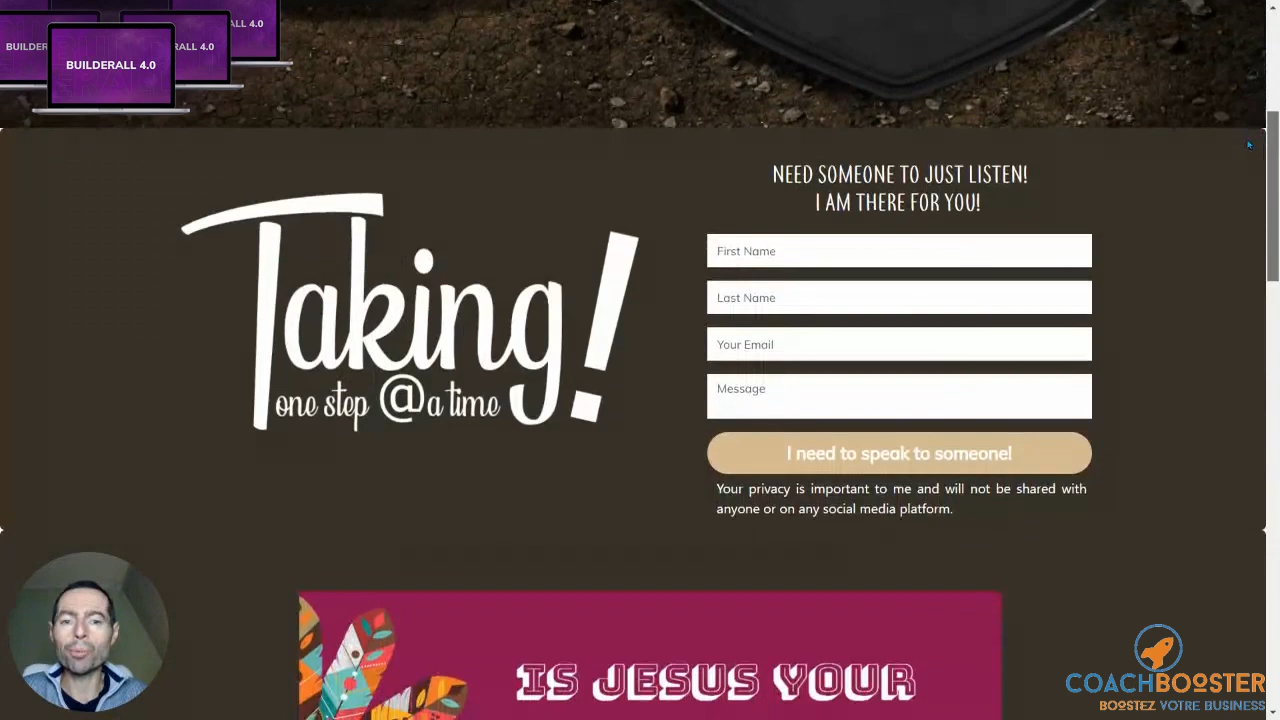 ALL 4.0
BUILDER
RALL 4.0
BUILDERALL 4.0
NEED SOMEONE TO JUST LISTEN!
I AM THERE FOR YOU!
Taking!
one step @ a time
First Name
Last Name
Your Email
Message
I need to speak to someone!
Your privacy is important to me and will not be shared with
anyone or on any social media platform.
IS JESUS YOUR
COACHBOOSTER
BOOSTEZ VOTRE BUSINESS